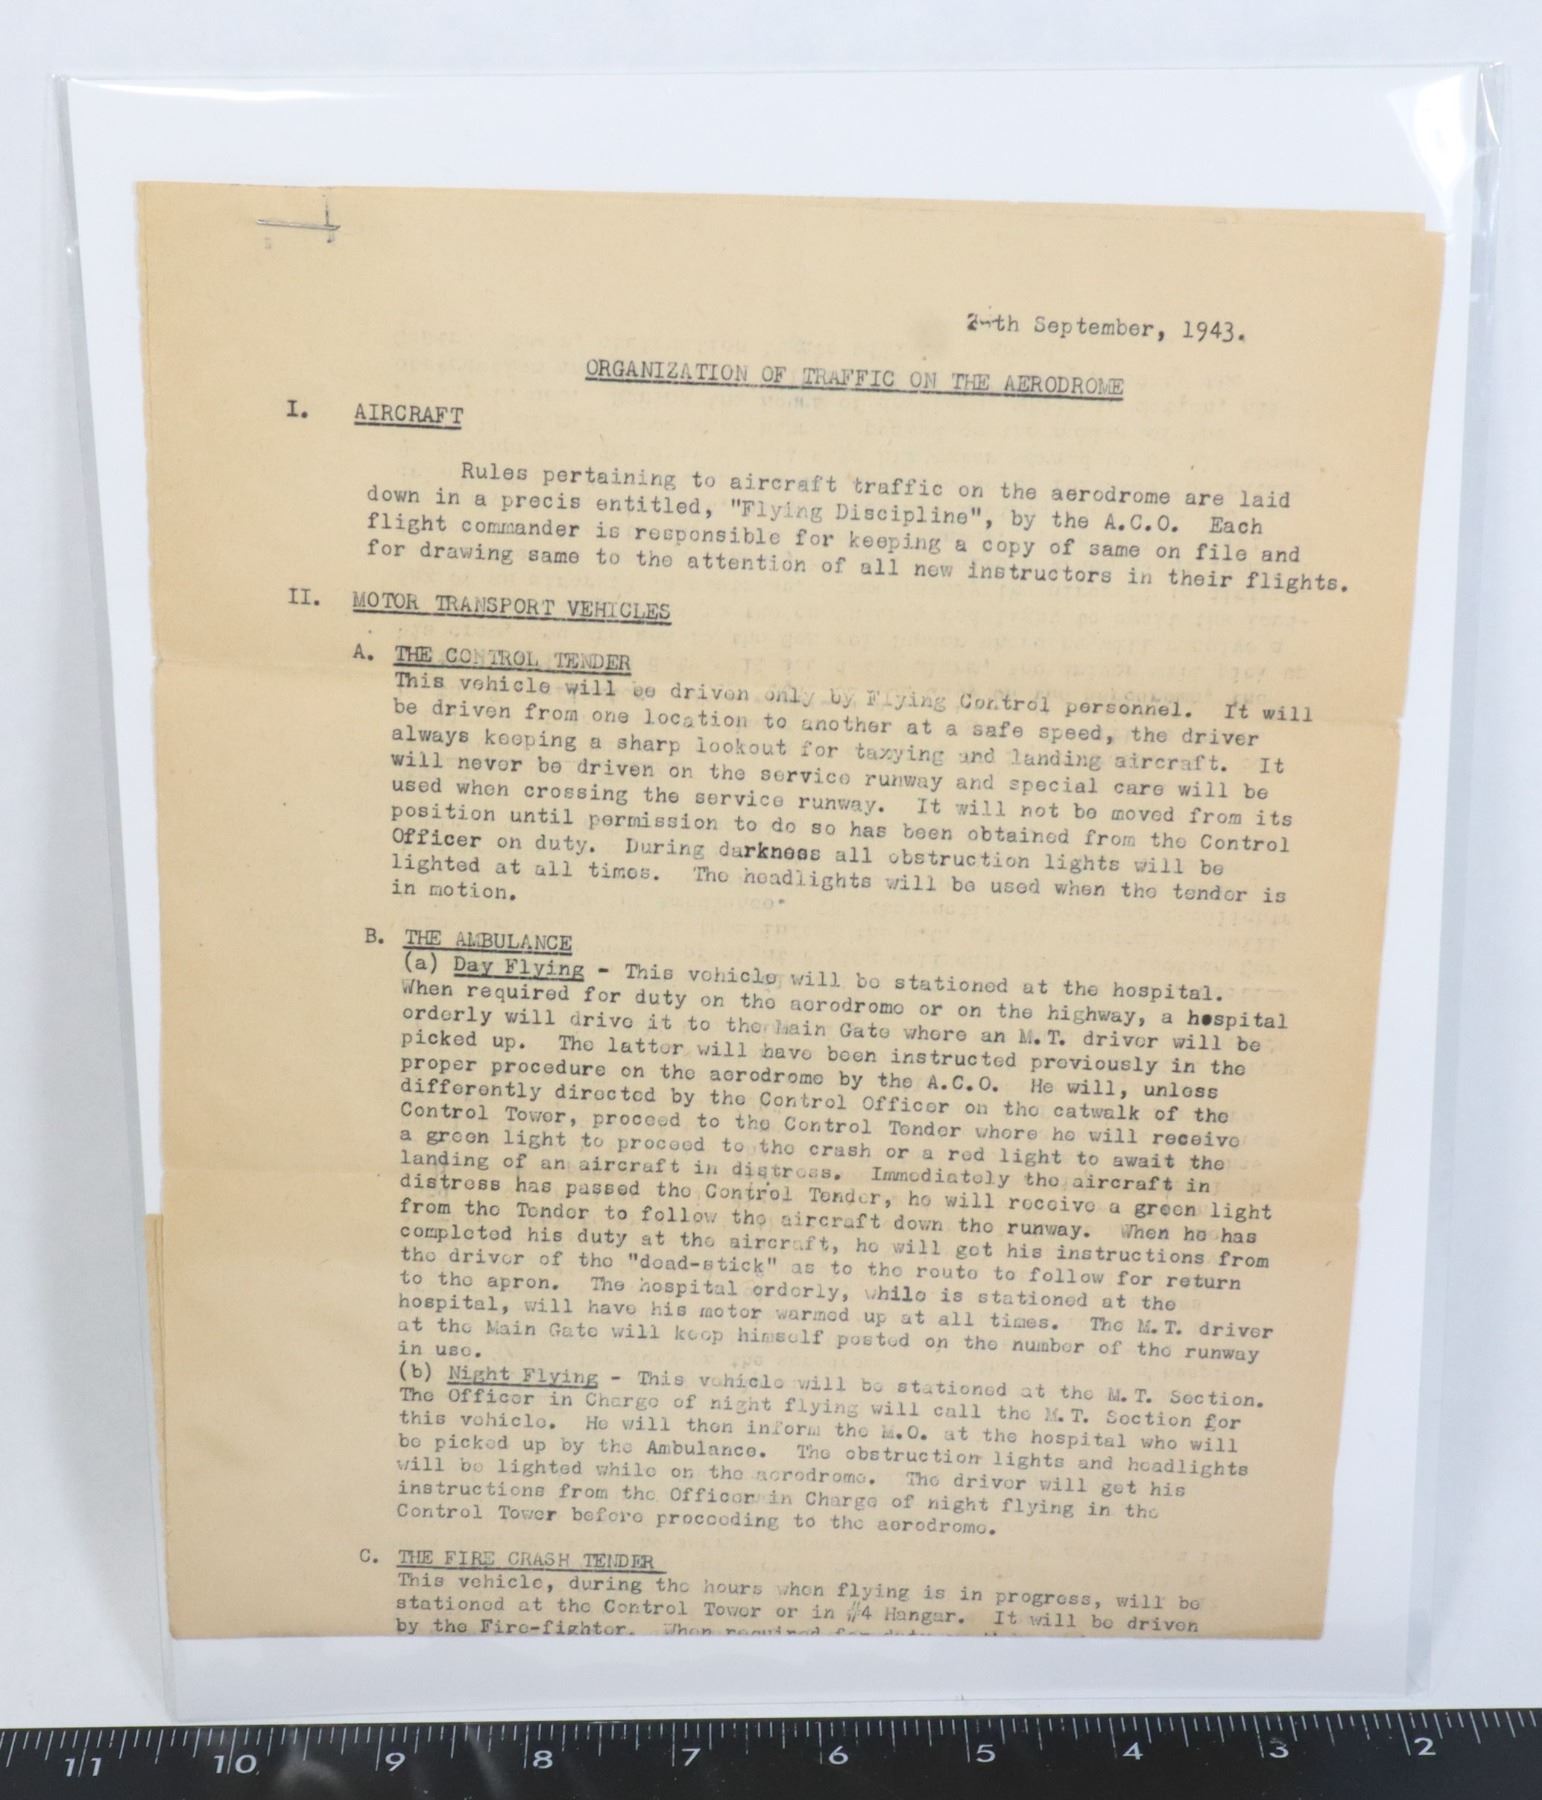 September, 1943.
ORGANIZATION OF TRAFFIC ON THE AERODROME
I. AIRCRAFT
Rules pertaining to aircraft traffic on the aerodrome are laid
down in a precis entitled, "Flying Discipline", by the A.C.O. Each
flight commander is responsible for keeping a copy of same on file and
for drawing same to the attention of all new instructors in their flights.
II. MOTOR TRANSPORT VEHICLES
A. THE CONTROL TENDER
This vehicle will be driven only by Flying Control personnel. It will
be driven from one location to another at a safe speed, the driver
always keeping a sharp lookout for taxying and landing aircraft. It
will never be driven on the service runway and special care will be
used when crossing the service runway. It will not be moved from its
position until permission to do so has been obtained from the Control
Officer on duty. During darkness all obstruction lights will be
lighted at all times. The headlights will be used when the tender is
in motion.
B. THE AMBULANCE
(a) Day Flying - This vehicle will be stationed at the hospital.
When required for duty on the aerodrome or on the highway, a hospital
orderly will drive it to the Main Gate where an M.T. driver will be
picked up. The latter will have been instructed previously in the
proper procedure on the aerodrome by the A.C.O. He will, unless
differently directed by the Control Officer on the catwalk of the
Control Tower, proceed to the Control Tender where he will receive
a green light to proceed to the crash or a red light to await the
landing of an aircraft in distress. Immediately the aircraft in
distress has passed the Control Tender, he will receive a green light
from the Tender to follow the aircraft down the runway. When he has
completed his duty at the aircraft, he will get his instructions from
the driver of the "dead-stick" as to the route to follow for return
to the apron. The hospital orderly, while is stationed at the
hospital, will have his motor warmed up at all times. The M.T. driver
at the Main Gate will keep himself posted on the number of the runway
in use.
(b) Night Flying - This vehicle will be stationed at the M.T. Section.
The Officer in Charge of night flying will call the M.T. Section for
this vehicle. He will then inform the M.O. at the hospital who will
be picked up by the Ambulance. The obstruction lights and headlights
will be lighted while on the aerodrome. The driver will get his
instructions from the Officer in Charge of night flying in the
Control Tower before proceeding to the aerodrome.
C. THE FIRE CRASH TENDER
This vehicle, during the hours when flying is in progress, will be
stationed at the Control Tower or in #4 Hangar. It will be driven
by the Fire-fighter. When required for duty
11 10 9 8 7 6 5 4 3 2